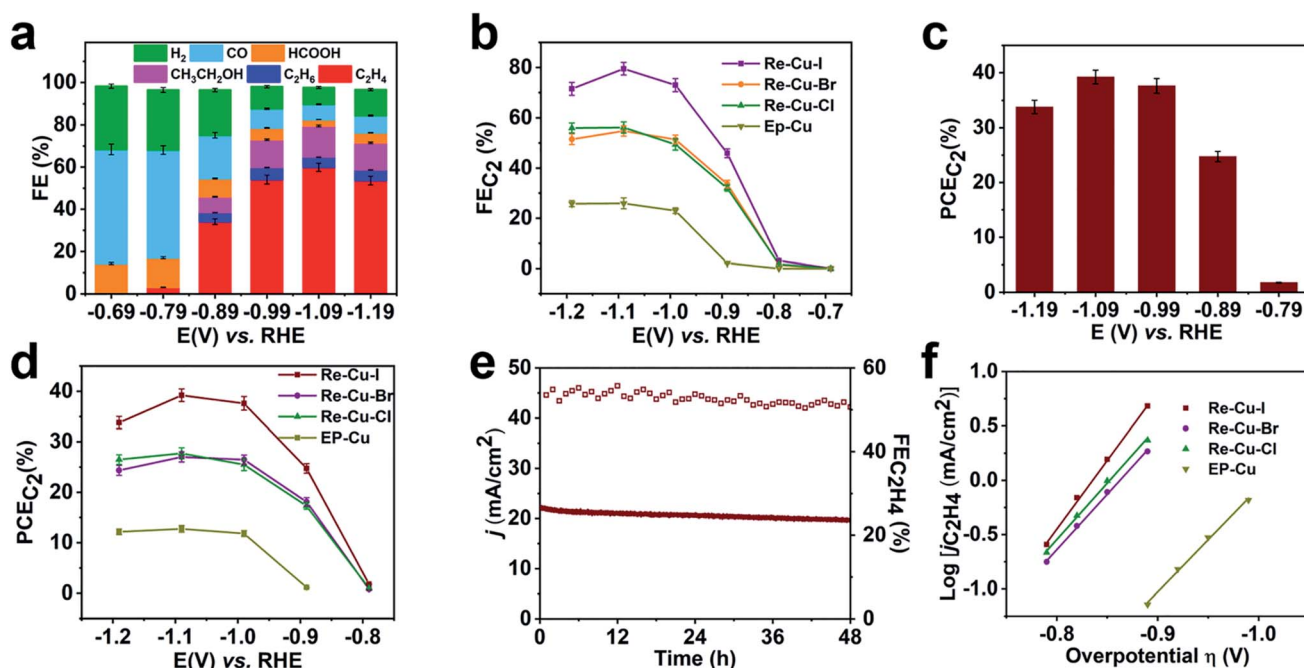 a
H2 CO HCOOH
CH3CH2OH C2H6 C2H4
FE (%)
100
80
60
40
20
0
-0.69 -0.79 -0.89 -0.99 -1.09 -1.19
E(V) vs. RHE
b
Re-Cu-I
Re-Cu-Br
Re-Cu-Cl
Ep-Cu
FEC2 (%)
80
60
40
20
0
-1.2 -1.1 -1.0 -0.9 -0.8 -0.7
E(V) vs. RHE
c
PCEC2(%)
40
30
20
10
0
-1.19 -1.09 -0.99 -0.89 -0.79
E (V) vs. RHE
d
Re-Cu-I
Re-Cu-Br
Re-Cu-Cl
EP-Cu
PCEC2(%)
40
30
20
10
0
-1.2 -1.1 -1.0 -0.9 -0.8
E(V) vs. RHE
e
j (mA/cm2)
50
45
40
35
30
25
20
15
10
5
0
60
40
20
0
FEC2H4 (%)
0 12 24 36 48
Time (h)
f
Re-Cu-I
Re-Cu-Br
Re-Cu-Cl
EP-Cu
Log [jC2H4 (mA/cm2)]
1.0
0.5
0.0
-0.5
-1.0
-0.8 -0.9 -1.0
Overpotential η (V)